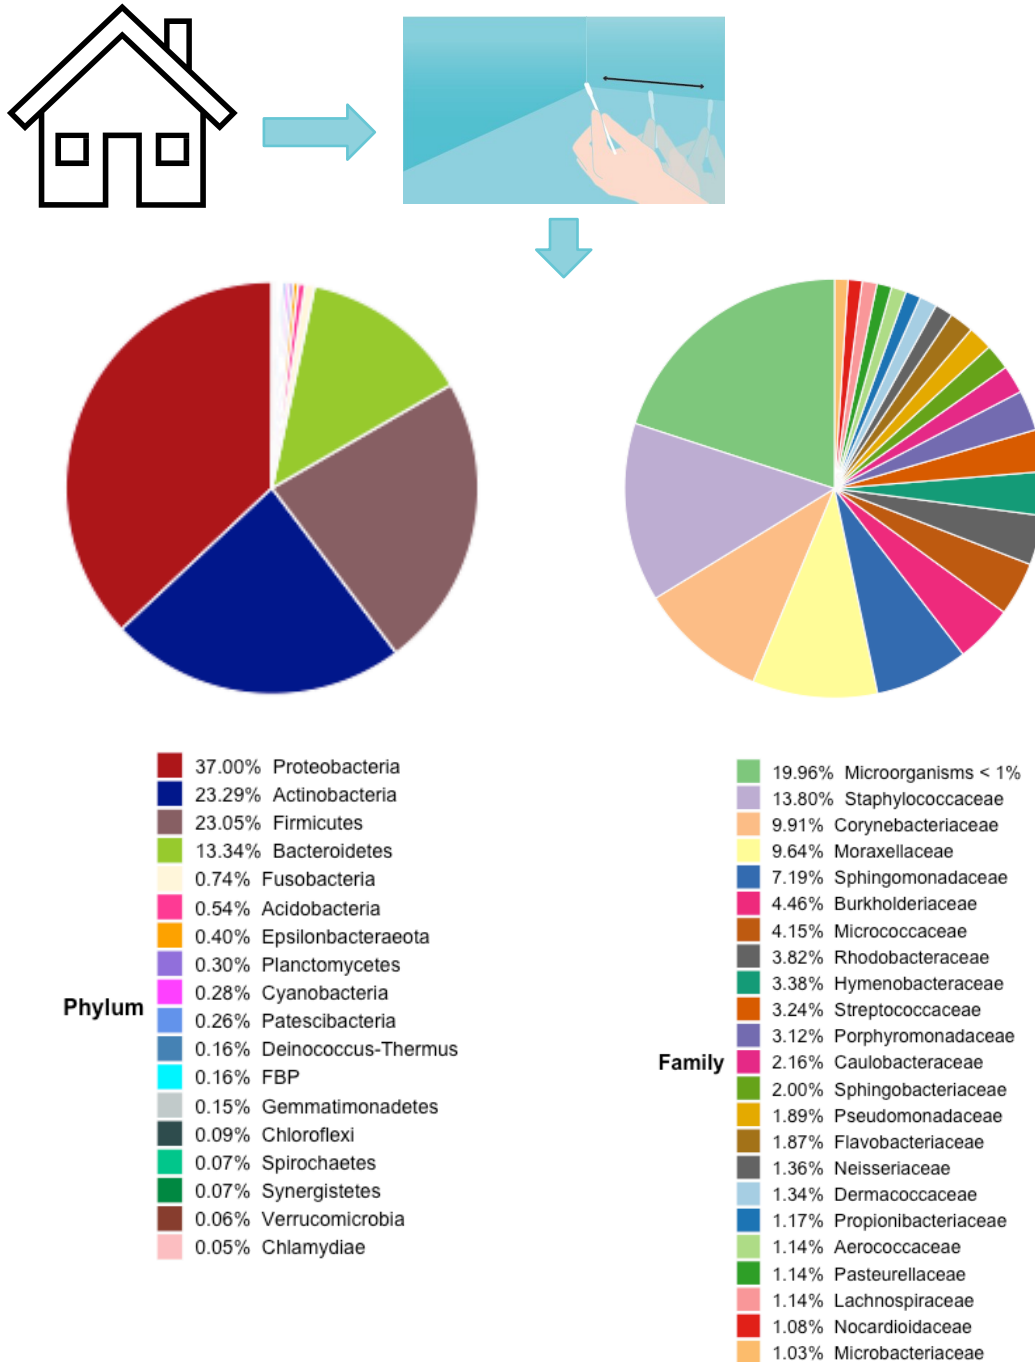 Phylum
37.00% Proteobacteria
23.29% Actinobacteria
23.05% Firmicutes
13.34% Bacteroidetes
0.74% Fusobacteria
0.54% Acidobacteria
0.40% Epsilonbacteraeota
0.30% Planctomycetes
0.28% Cyanobacteria
0.26% Patescibacteria
0.16% Deinococcus-Thermus
0.16% FBP
0.15% Gemmatimonadetes
0.09% Chloroflexi
0.07% Spirochaetes
0.07% Synergistetes
0.06% Verrucomicrobia
0.05% Chlamydiae
Family
19.96% Microorganisms < 1%
13.80% Staphylococcaceae
9.91% Corynebacteriaceae
9.64% Moraxellaceae
7.19% Sphingomonadaceae
4.46% Burkholderiaceae
4.15% Micrococcaceae
3.82% Rhodobacteraceae
3.38% Hymenobacteraceae
3.24% Streptococcaceae
3.12% Porphyromonadaceae
2.16% Caulobacteraceae
2.00% Sphingobacteriaceae
1.89% Pseudomonadaceae
1.87% Flavobacteriaceae
1.36% Neisseriaceae
1.34% Dermacoccaceae
1.17% Propionibacteriaceae
1.14% Aerococcaceae
1.14% Pasteurellaceae
1.14% Lachnospiraceae
1.08% Nocardioidaceae
1.03% Microbacteriaceae